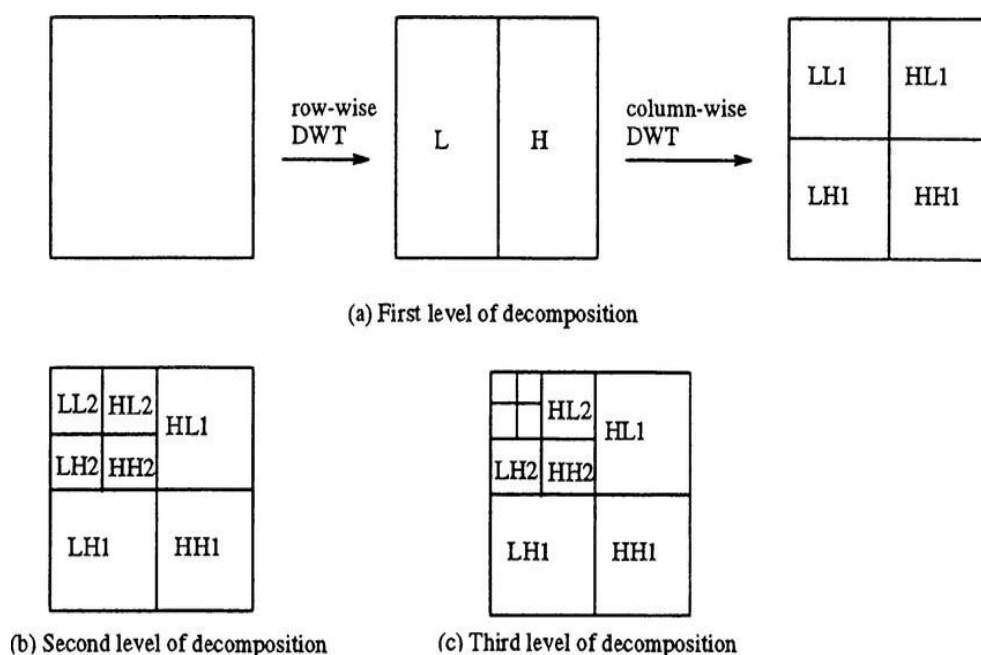 row-wise
DWT
L
H
column-wise
DWT
LL1
HL1
LH1
HH1
(a) First level of decomposition
LL2
HL2
HL1
LH2
HH2
LH1
HH1
(b) Second level of decomposition
HL2
HL1
LH2
HH2
LH1
HH1
(c) Third level of decomposition